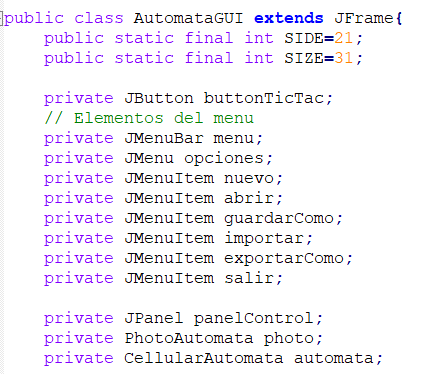 public class AutomataGUI extends JFrame{
public static final int SIDE=21;
public static final int SIZE=31;
private JButton buttonTicTac;
// Elementos del menu
private JMenuBar menu;
private JMenu opciones;
private JMenuItem nuevo;
private JMenuItem abrir;
private JMenuItem guardarComo;
private JMenuItem importar;
private JMenuItem exportarComo;
private JMenuItem salir;
private JPanel panelControl;
private PhotoAutomata photo;
private CellularAutomata automata;